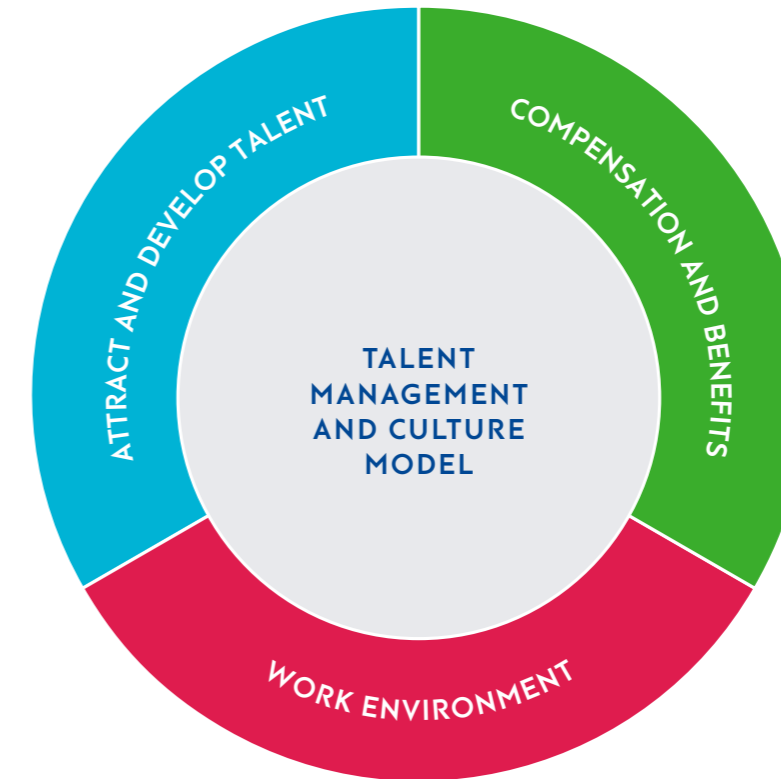 ATTRACT AND DEVELOP TALENT
COMPENSATION AND BENEFITS
TALENT
MANAGEMENT
AND CULTURE
MODEL
WORK ENVIRONMENT